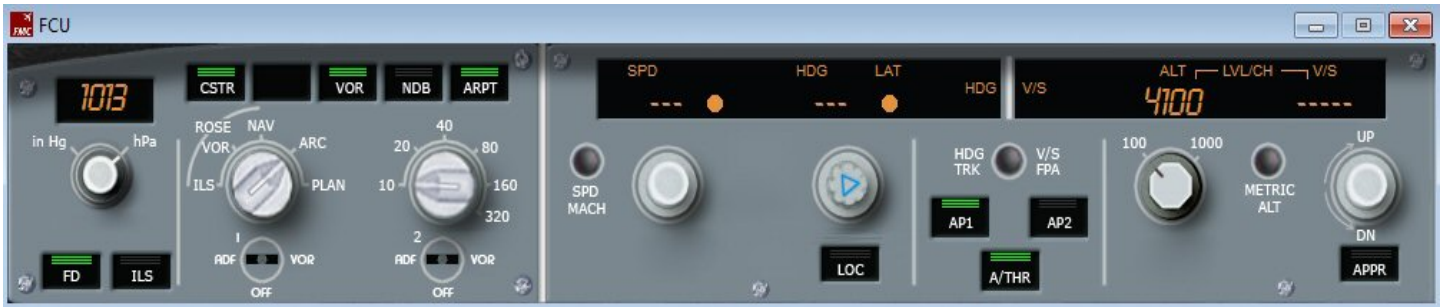 FMC FCU
1013
in Hg hPa
FD ILS
CSTR VOR NDB ARPT
ROSE NAV
VOR ARC
ILS PLAN
40
20 80
10 160
320
1
ADF VOR
OFF
2
ADF VOR
OFF
SPD HDG LAT
--- --- HDG
SPD
MACH
LOC
V/S ALT LVL/CH V/S
4100 -----
HDG V/S
TRK FPA
AP1 AP2
A/THR
100 1000
METRIC
ALT
UP
DN
APPR